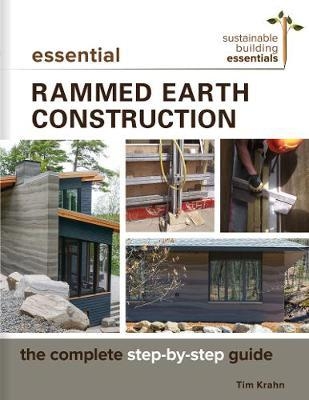 essential
sustainable
building
essentials
RAMMED EARTH
CONSTRUCTION
the complete step-by-step guide
Tim Krahn